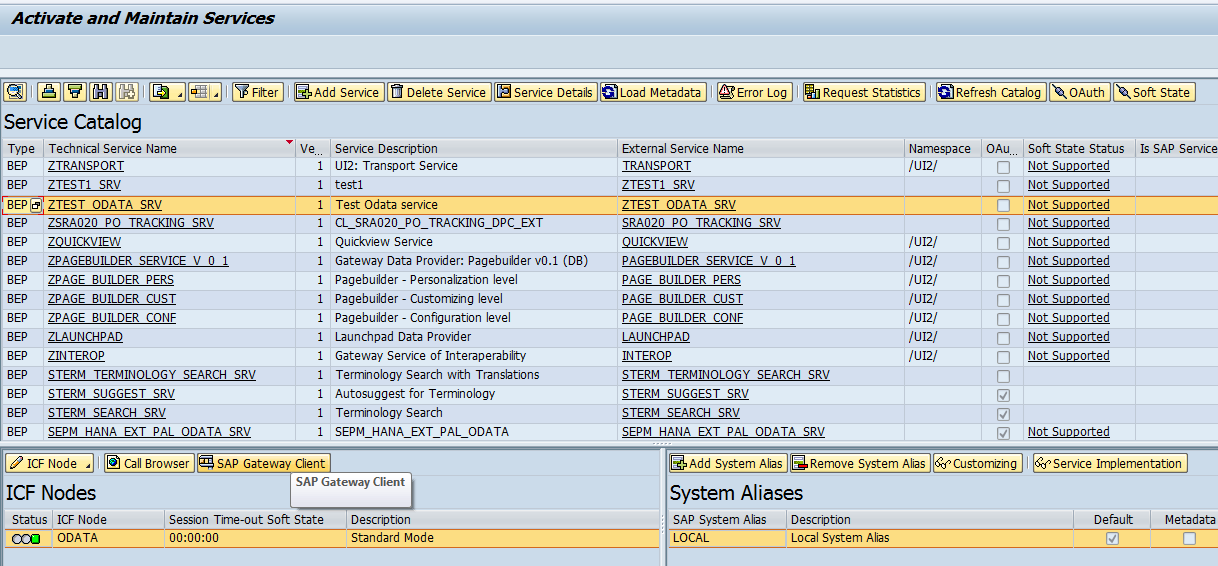 Activate and Maintain Services
Filter Add Service Delete Service Service Details Load Metadata Error Log Request Statistics Refresh Catalog OAuth Soft State
Service Catalog
Type Technical Service Name Ve... Service Description External Service Name Namespace OAu... Soft State Status Is SAP Service
BEP ZTRANSPORT 1 UI2: Transport Service TRANSPORT /UI2/ Not Supported
BEP ZTEST1_SRV 1 test1 ZTEST1_SRV Not Supported
BEP ZTEST_ODATA_SRV 1 Test Odata service ZTEST_ODATA_SRV Not Supported
BEP ZSRA020_PO_TRACKING_SRV 1 CL_SRA020_PO_TRACKING_DPC_EXT SRA020_PO_TRACKING_SRV Not Supported
BEP ZQUICKVIEW 1 Quickview Service QUICKVIEW /UI2/ Not Supported
BEP ZPAGEBUILDER_SERVICE_V_0_1 1 Gateway Data Provider: Pagebuilder v0.1 (DB) PAGEBUILDER_SERVICE_V_0_1 /UI2/ Not Supported
BEP ZPAGE_BUILDER_PERS 1 Pagebuilder - Personalization level PAGE_BUILDER_PERS /UI2/ Not Supported
BEP ZPAGE_BUILDER_CUST 1 Pagebuilder - Customizing level PAGE_BUILDER_CUST /UI2/ Not Supported
BEP ZPAGE_BUILDER_CONF 1 Pagebuilder - Configuration level PAGE_BUILDER_CONF /UI2/ Not Supported
BEP ZLAUNCHPAD 1 Launchpad Data Provider LAUNCHPAD /UI2/ Not Supported
BEP ZINTEROP 1 Gateway Service of Interaperability INTEROP /UI2/ Not Supported
BEP STERM_TERMINOLOGY_SEARCH_SRV 1 Terminology Search with Translations STERM_TERMINOLOGY_SEARCH_SRV
BEP STERM_SUGGEST_SRV 1 Autosuggest for Terminology STERM_SUGGEST_SRV
BEP STERM_SEARCH_SRV 1 Terminology Search STERM_SEARCH_SRV
BEP SEPM_HANA_EXT_PAL_ODATA_SRV 1 SEPM_HANA_EXT_PAL_ODATA SEPM_HANA_EXT_PAL_ODATA_SRV Not Supported
ICF Node Call Browser SAP Gateway Client
SAP Gateway Client
ICF Nodes
Status ICF Node Session Time-out Soft State Description
ODATA 00:00:00 Standard Mode
Add System Alias Remove System Alias Customizing Service Implementation
System Aliases
SAP System Alias Description Default Metadata
LOCAL Local System Alias